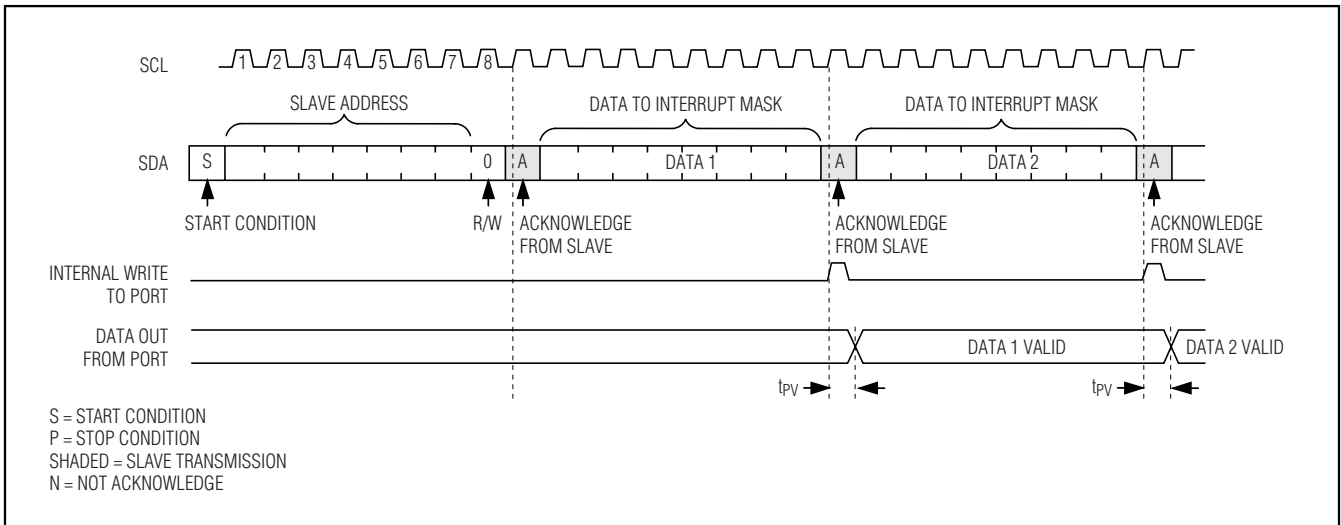 SCL
1 2 3 4 5 6 7 8
SLAVE ADDRESS
DATA TO INTERRUPT MASK
DATA TO INTERRUPT MASK
SDA
S
0
A
DATA 1
A
DATA 2
A
START CONDITION
R/W
ACKNOWLEDGE
FROM SLAVE
ACKNOWLEDGE
FROM SLAVE
ACKNOWLEDGE
FROM SLAVE
INTERNAL WRITE
TO PORT
DATA OUT
FROM PORT
DATA 1 VALID
DATA 2 VALID
tPV
tPV
S = START CONDITION
P = STOP CONDITION
SHADED = SLAVE TRANSMISSION
N = NOT ACKNOWLEDGE